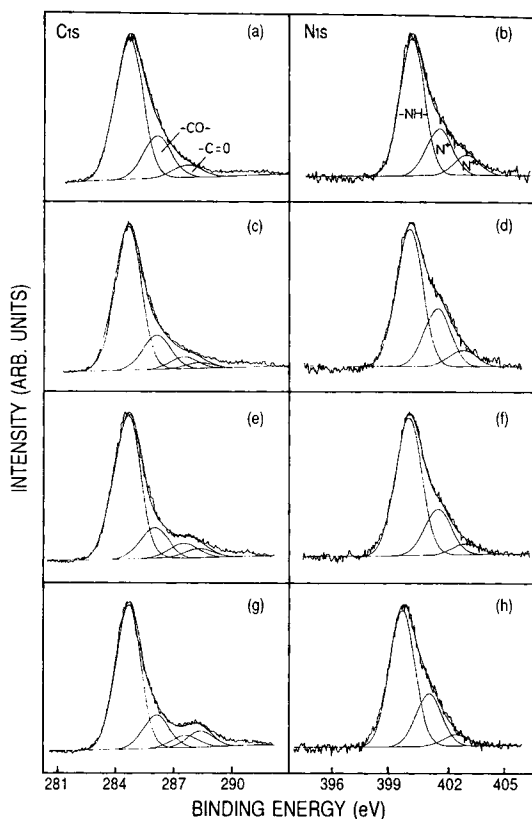 C1s (a)
N1s (b)
-CO-
-C=O
-NH-
N+
N+
(c)
(d)
(e)
(f)
(g)
(h)
INTENSITY (ARB. UNITS)
281 284 287 290
396 399 402 405
BINDING ENERGY (eV)